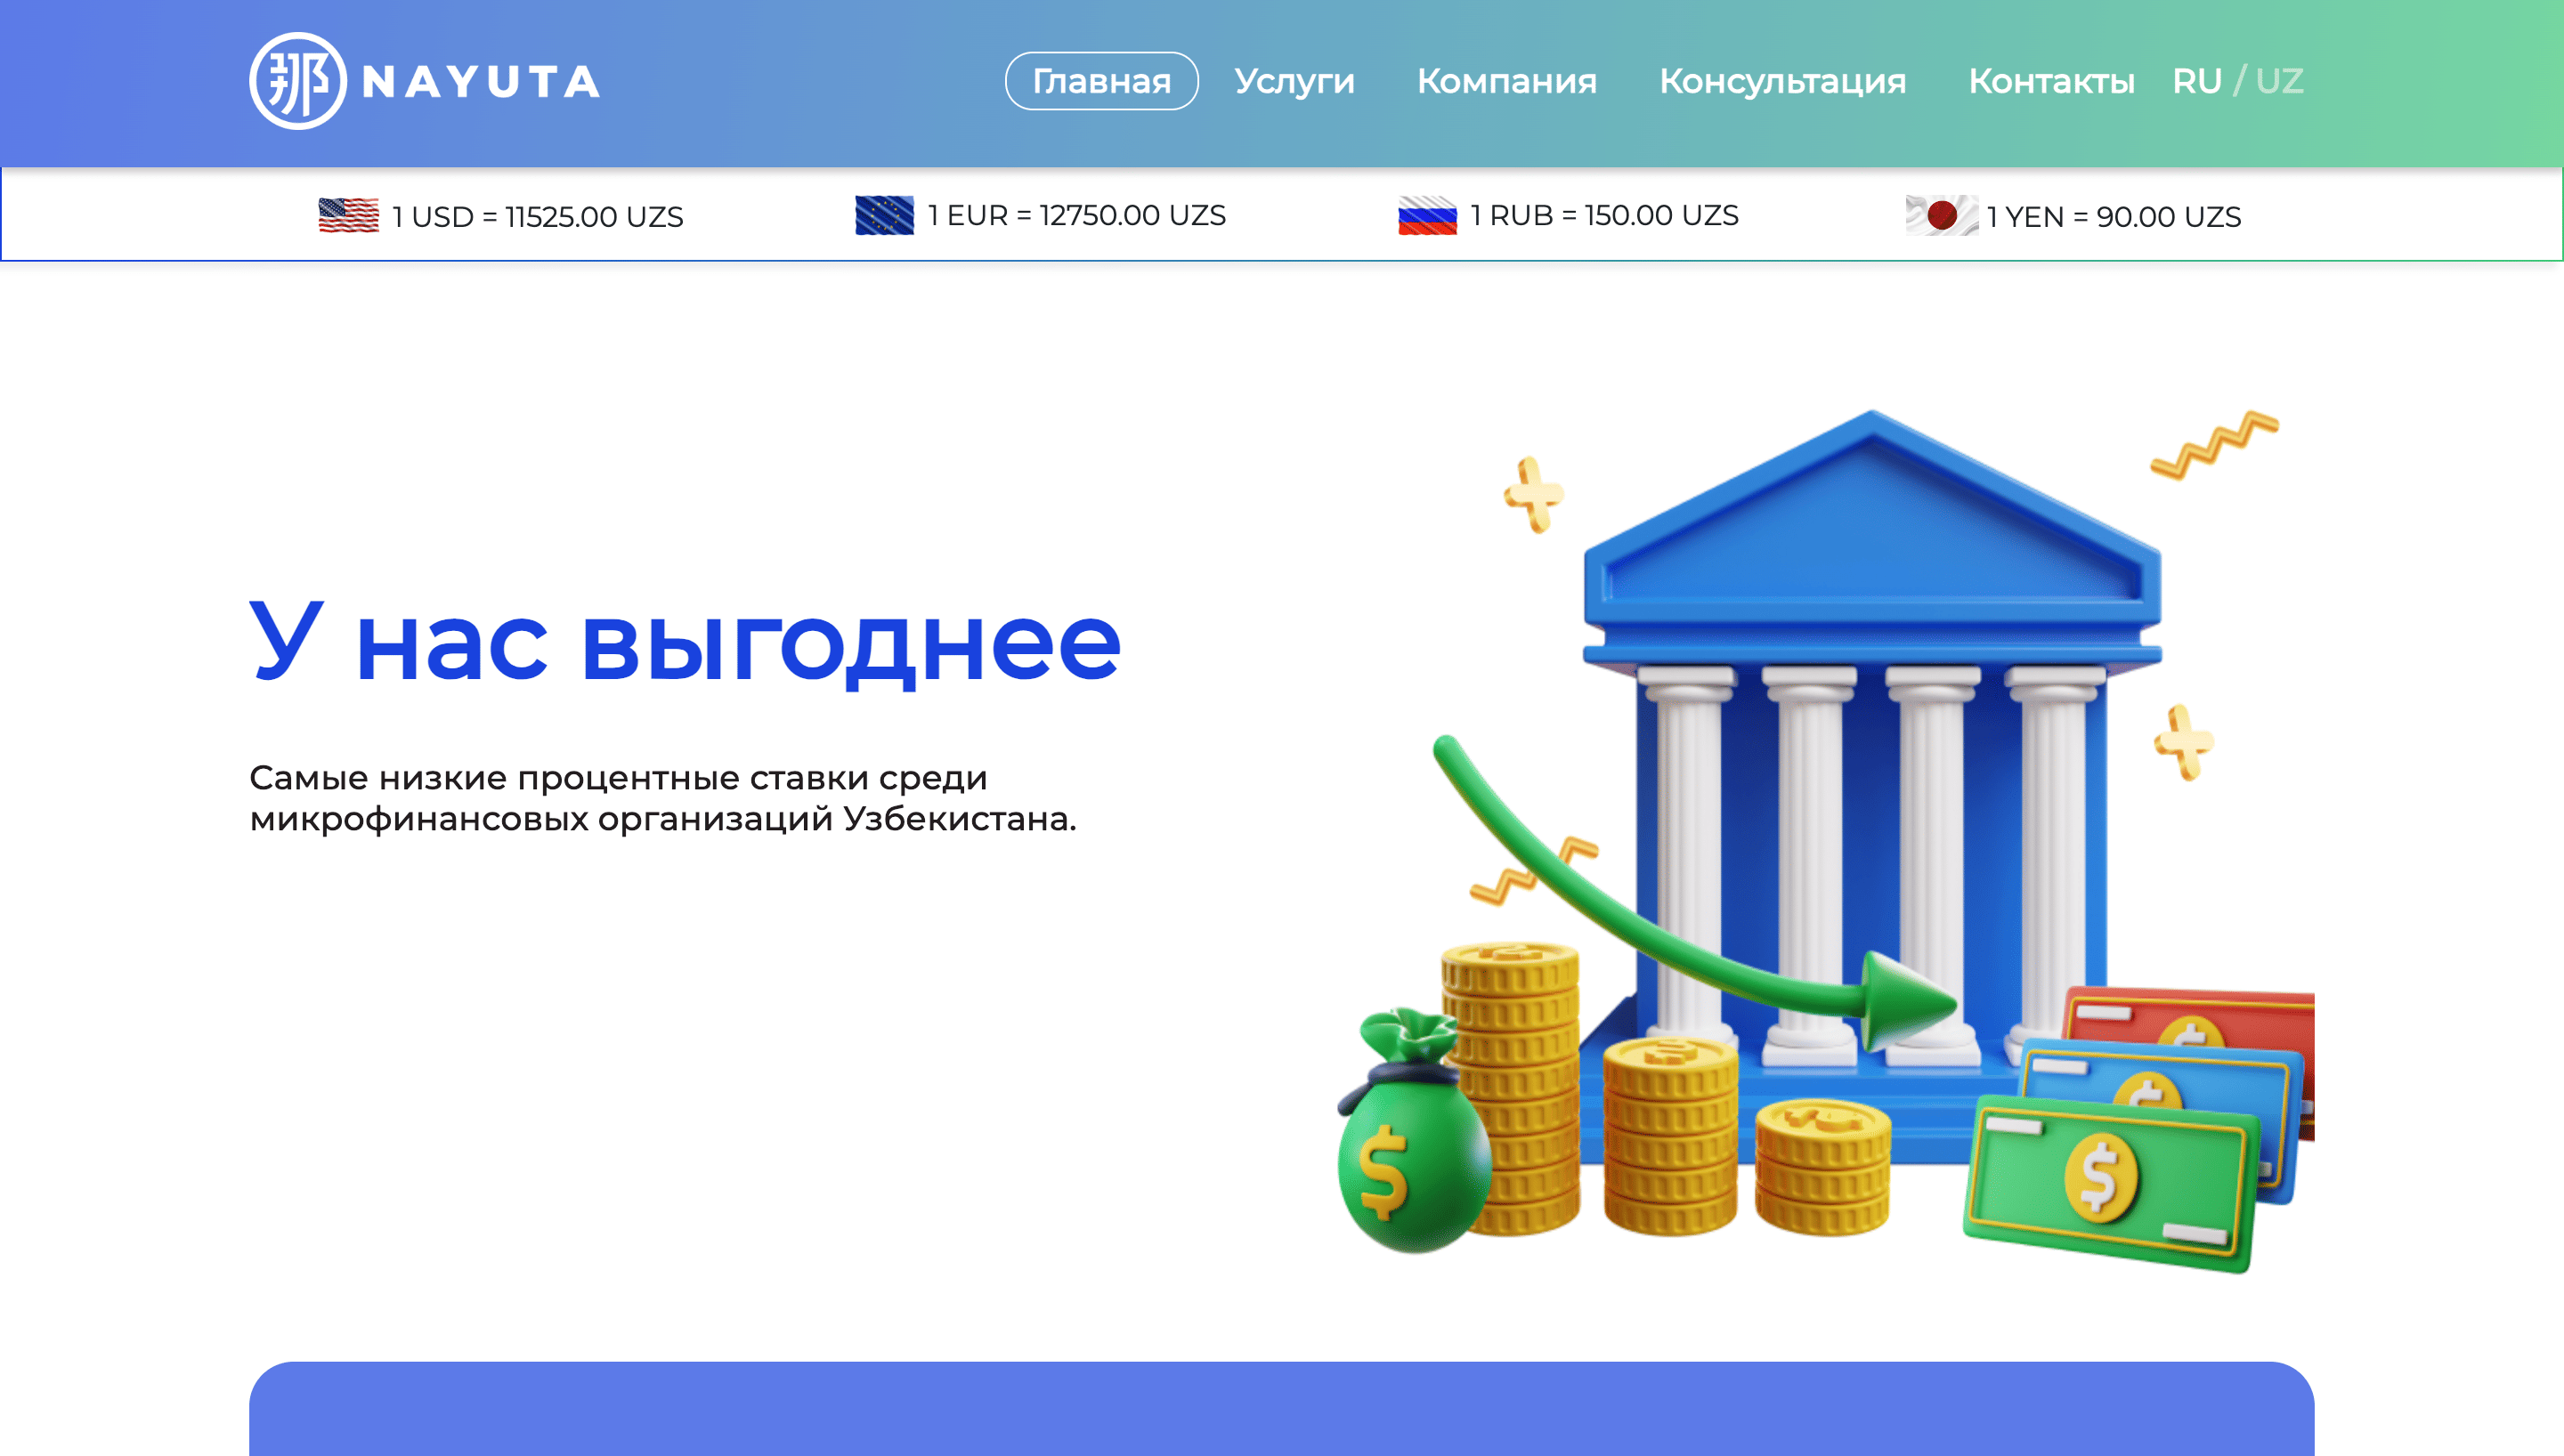 那 NAYUTA
Главная Услуги Компания Консультация Контакты RU / UZ
1 USD = 11525.00 UZS 1 EUR = 12750.00 UZS 1 RUB = 150.00 UZS 1 YEN = 90.00 UZS
У нас выгоднее
Самые низкие процентные ставки среди
микрофинансовых организаций Узбекистана.
$
$
$
$